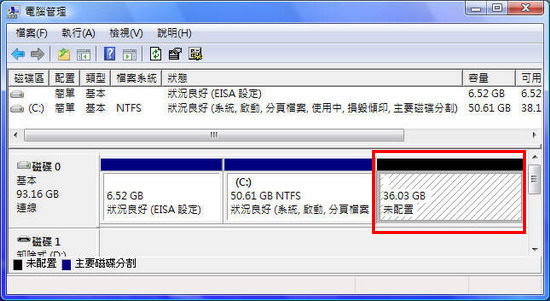 電腦管理
檔案(F) 執行(A) 檢視(V) 說明(H)
磁碟區 配置 類型 檔案系統 狀態 容量 可用
簡單 基本 狀況良好 (EISA 設定) 6.52 GB 6.52
(C:) 簡單 基本 NTFS 狀況良好 (系統, 啟動, 分頁檔案, 使用中, 損毀傾印, 主要磁碟分割) 50.61 GB 38.1
磁碟 0
基本
93.16 GB
連線
6.52 GB
狀況良好 (EISA 設定)
(C:)
50.61 GB NTFS
狀況良好 (系統, 啟動, 分頁檔案
36.03 GB
未配置
磁碟 1
卸除式 (D:)
未配置 主要磁碟分割